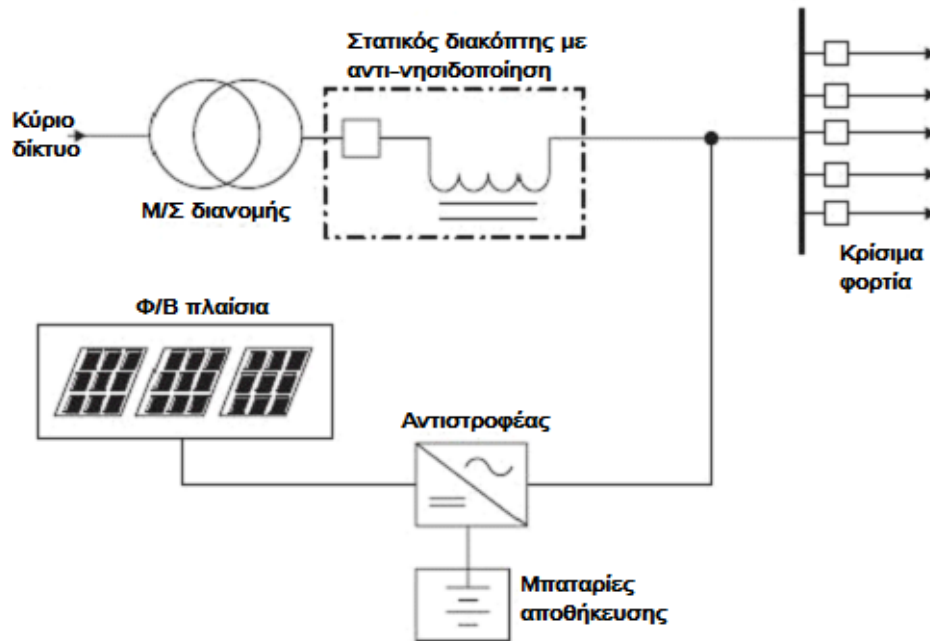 Στατικός διακόπτης με
αντι-νησιδοποίηση
Κύριο
δίκτυο
Μ/Σ διανομής
Κρίσιμα
φορτία
Φ/Β πλαίσια
Αντιστροφέας
Μπαταρίες
αποθήκευσης